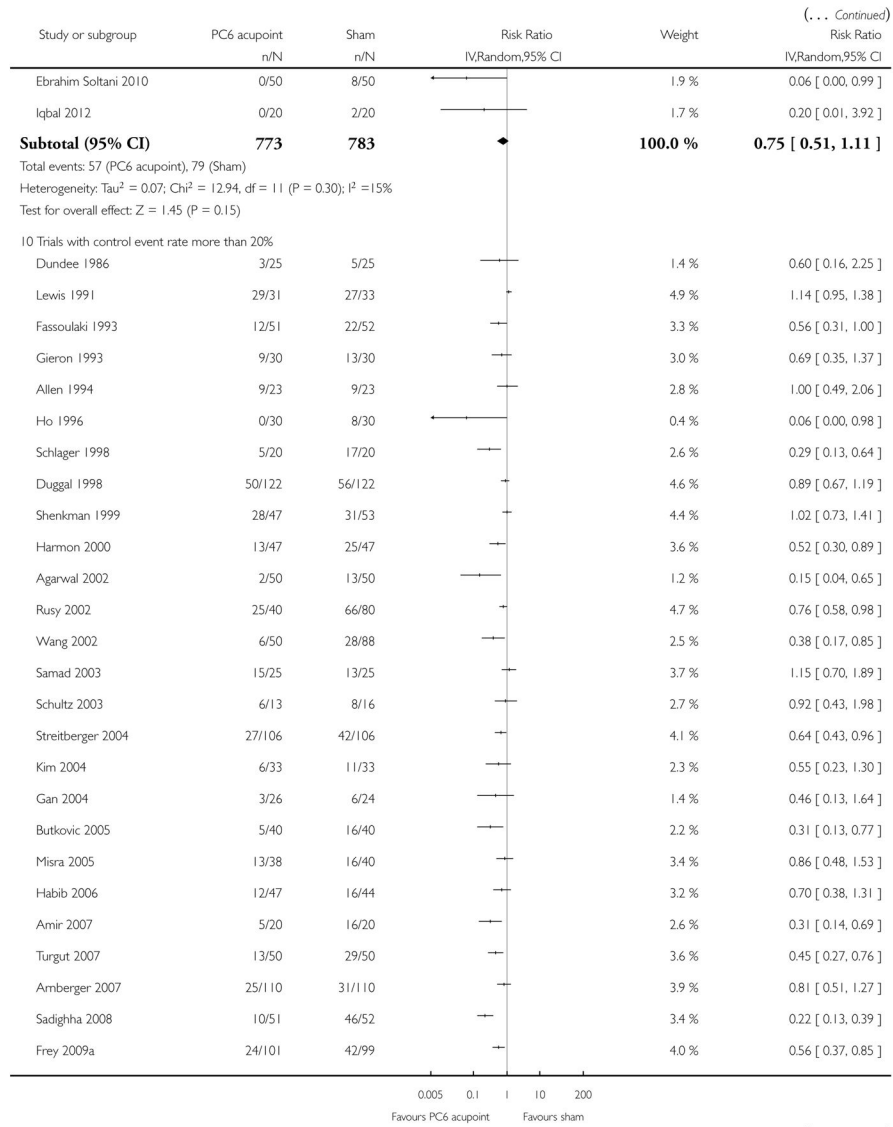 (... Continued)
Study or subgroup PC6 acupoint Sham Risk Ratio Weight Risk Ratio
n/N n/N IV,Random,95% CI IV,Random,95% CI
Ebrahim Soltani 2010 0/50 8/50 1.9 % 0.06 [ 0.00, 0.99 ]
Iqbal 2012 0/20 2/20 1.7 % 0.20 [ 0.01, 3.92 ]
Subtotal (95% CI) 773 783 100.0 % 0.75 [ 0.51, 1.11 ]
Total events: 57 (PC6 acupoint), 79 (Sham)
Heterogeneity: Tau² = 0.07; Chi² = 12.94, df = 11 (P = 0.30); I² =15%
Test for overall effect: Z = 1.45 (P = 0.15)
10 Trials with control event rate more than 20%
Dundee 1986 3/25 5/25 1.4 % 0.60 [ 0.16, 2.25 ]
Lewis 1991 29/31 27/33 4.9 % 1.14 [ 0.95, 1.38 ]
Fassoulaki 1993 12/51 22/52 3.3 % 0.56 [ 0.31, 1.00 ]
Gieron 1993 9/30 13/30 3.0 % 0.69 [ 0.35, 1.37 ]
Allen 1994 9/23 9/23 2.8 % 1.00 [ 0.49, 2.06 ]
Ho 1996 0/30 8/30 0.4 % 0.06 [ 0.00, 0.98 ]
Schlager 1998 5/20 17/20 2.6 % 0.29 [ 0.13, 0.64 ]
Duggal 1998 50/122 56/122 4.6 % 0.89 [ 0.67, 1.19 ]
Shenkman 1999 28/47 31/53 4.4 % 1.02 [ 0.73, 1.41 ]
Harmon 2000 13/47 25/47 3.6 % 0.52 [ 0.30, 0.89 ]
Agarwal 2002 2/50 13/50 1.2 % 0.15 [ 0.04, 0.65 ]
Rusy 2002 25/40 66/80 4.7 % 0.76 [ 0.58, 0.98 ]
Wang 2002 6/50 28/88 2.5 % 0.38 [ 0.17, 0.85 ]
Samad 2003 15/25 13/25 3.7 % 1.15 [ 0.70, 1.89 ]
Schultz 2003 6/13 8/16 2.7 % 0.92 [ 0.43, 1.98 ]
Streitberger 2004 27/106 42/106 4.1 % 0.64 [ 0.43, 0.96 ]
Kim 2004 6/33 11/33 2.3 % 0.55 [ 0.23, 1.30 ]
Gan 2004 3/26 6/24 1.4 % 0.46 [ 0.13, 1.64 ]
Butkovic 2005 5/40 16/40 2.2 % 0.31 [ 0.13, 0.77 ]
Misra 2005 13/38 16/40 3.4 % 0.86 [ 0.48, 1.53 ]
Habib 2006 12/47 16/44 3.2 % 0.70 [ 0.38, 1.31 ]
Amir 2007 5/20 16/20 2.6 % 0.31 [ 0.14, 0.69 ]
Turgut 2007 13/50 29/50 3.6 % 0.45 [ 0.27, 0.76 ]
Amberger 2007 25/110 31/110 3.9 % 0.81 [ 0.51, 1.27 ]
Sadighha 2008 10/51 46/52 3.4 % 0.22 [ 0.13, 0.39 ]
Frey 2009a 24/101 42/99 4.0 % 0.56 [ 0.37, 0.85 ]
0.005 0.1 1 10 200
Favours PC6 acupoint Favours sham